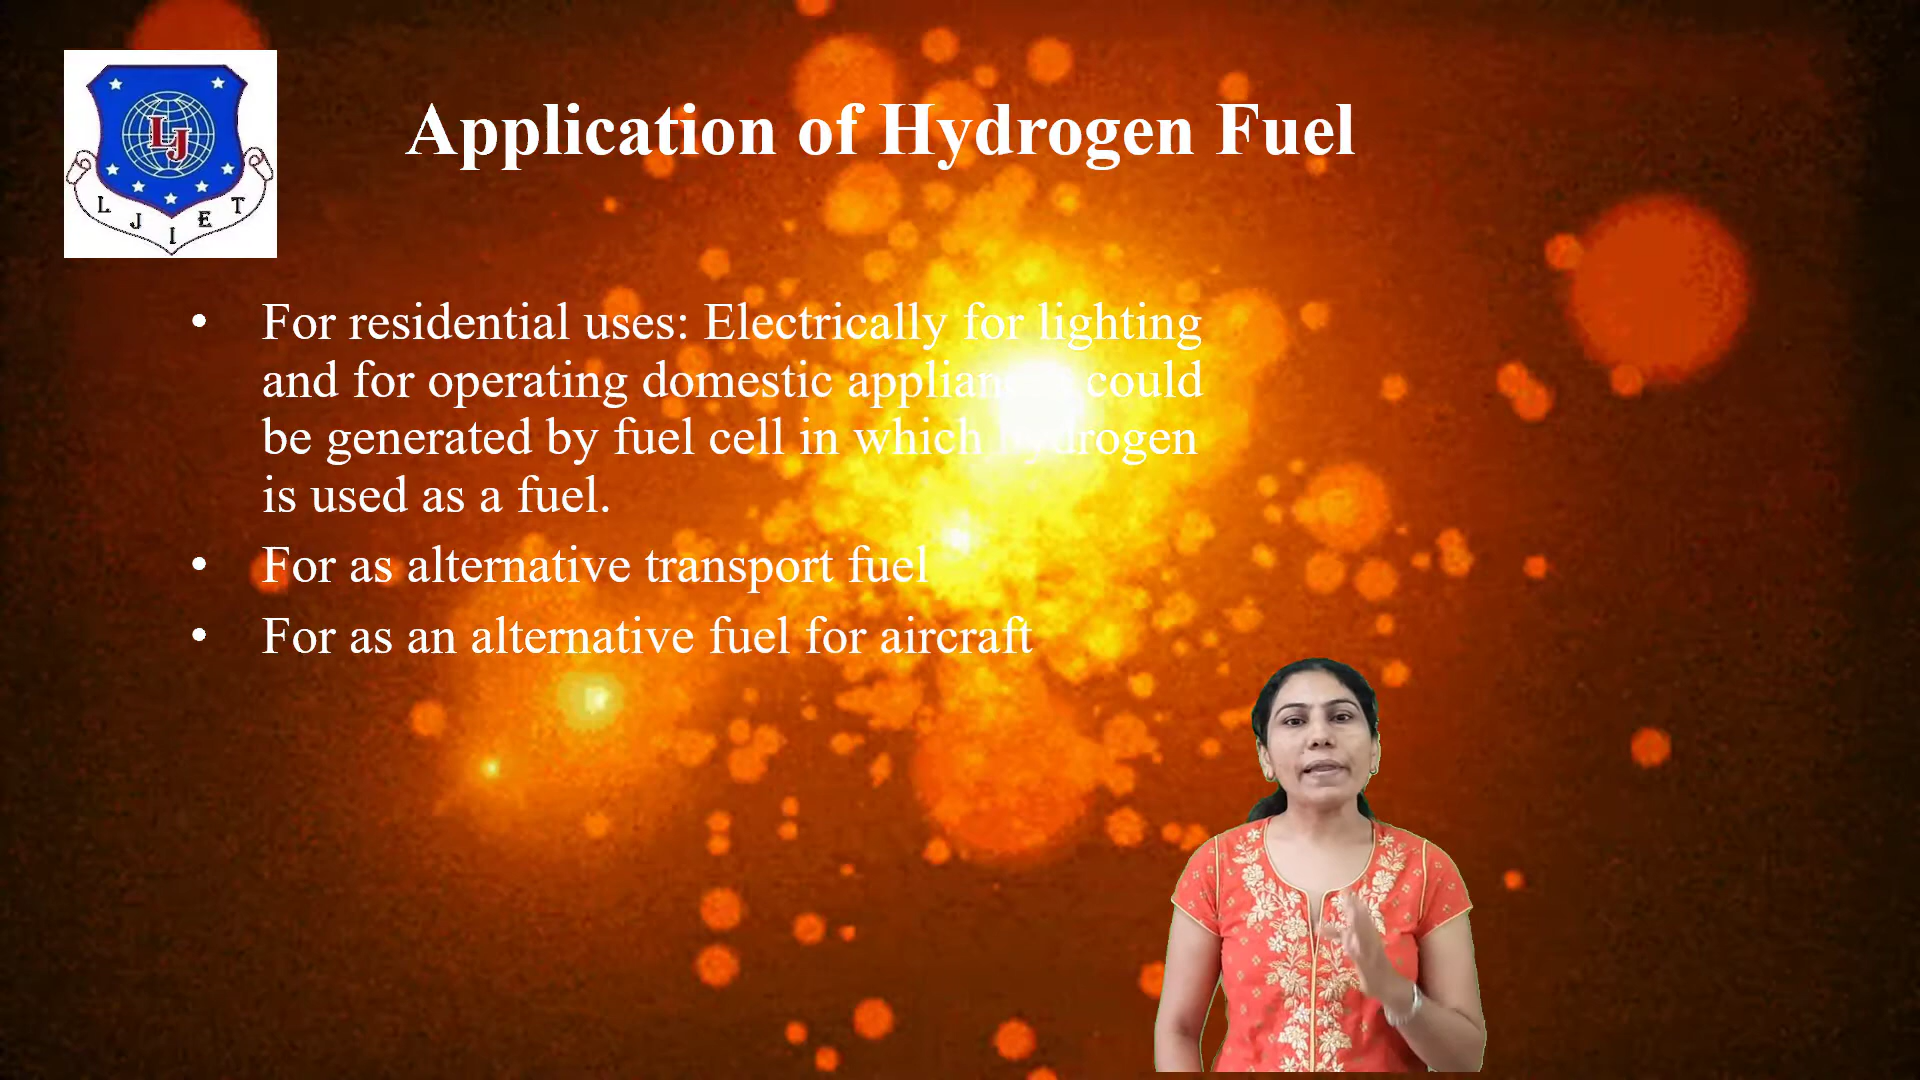 LJ
LJIET
Application of Hydrogen Fuel
• For residential uses: Electrically for lighting
and for operating domestic appliances could
be generated by fuel cell in which hydrogen
is used as a fuel.
• For as alternative transport fuel
• For as an alternative fuel for aircraft